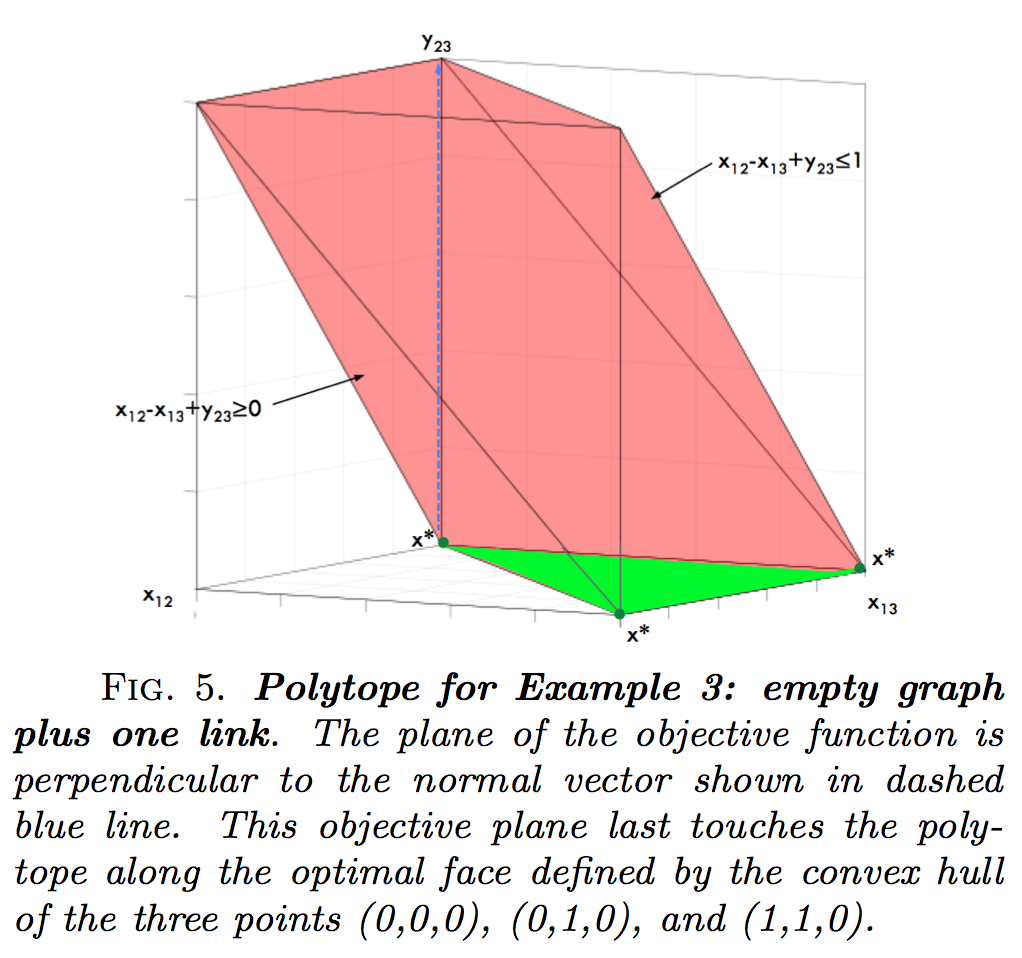 y23
x12-x13+y23≤1
x12-x13+y23≥0
x*
x*
x12
x13
x*
FIG. 5. Polytope for Example 3: empty graph
plus one link. The plane of the objective function is
perpendicular to the normal vector shown in dashed
blue line. This objective plane last touches the poly-
tope along the optimal face defined by the convex hull
of the three points (0,0,0), (0,1,0), and (1,1,0).